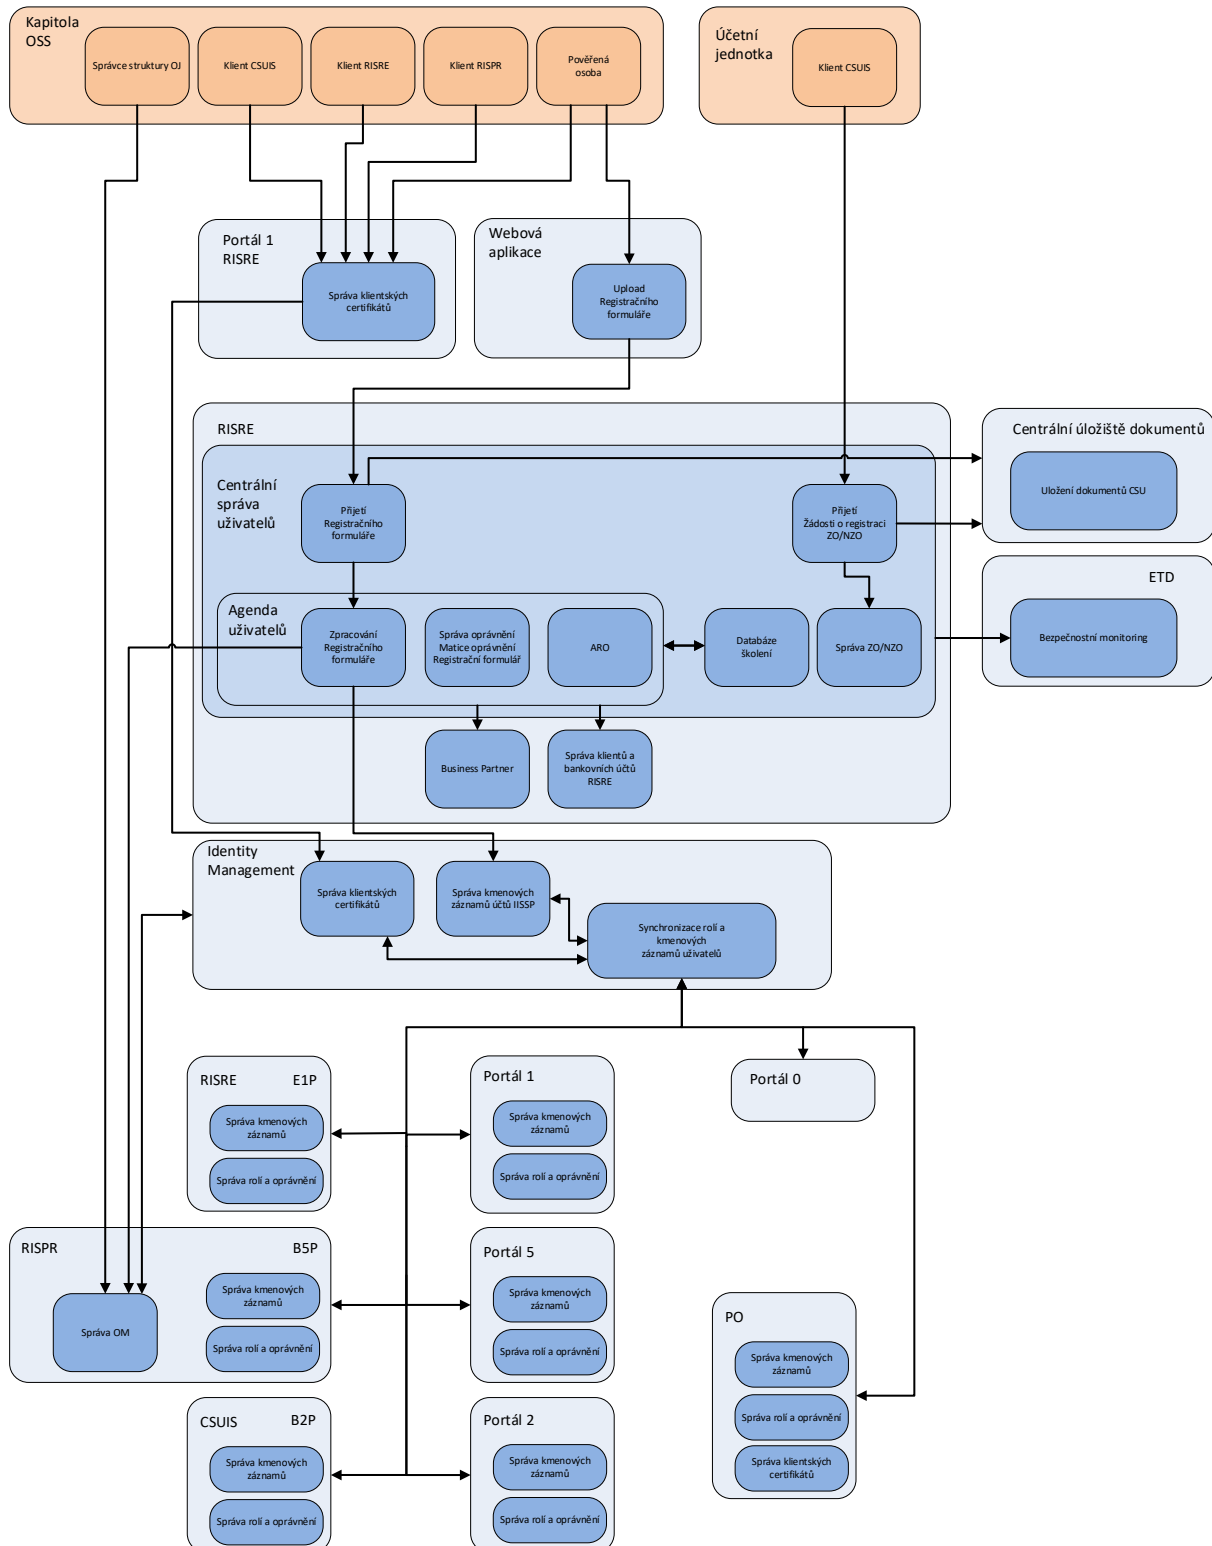 Kapitola
OSS
Správce struktury OJ
Klient CSUIS
Klient RISRE
Klient RISPR
Pověřená
osoba
Účetní
jednotka
Klient CSUIS
Portál 1
RISRE
Správa klientských
certifikátů
Webová
aplikace
Upload
Registračního
formuláře
RISRE
Centrální
správa
uživatelů
Přijetí
Registračního
formuláře
Přijetí
Žádosti o registraci
ZO/NZO
Centrální úložiště dokumentů
Uložení dokumentů CSU
ETD
Bezpečnostní monitoring
Agenda
uživatelů
Zpracování
Registračního
formuláře
Správa oprávnění
Matice oprávnění
Registrační formulář
ARO
Databáze
školení
Správa ZO/NZO
Business Partner
Správa klientů a
bankovních účtů
RISRE
Identity
Management
Správa klientských
certifikátů
Správa kmenových
záznamů účtů IISSP
Synchronizace rolí a
kmenových
záznamů uživatelů
RISRE
E1P
Správa kmenových
záznamů
Správa rolí a oprávnění
Portál 1
Správa kmenových
záznamů
Správa rolí a oprávnění
Portál 0
RISPR
B5P
Správa OM
Správa kmenových
záznamů
Správa rolí a oprávnění
Portál 5
Správa kmenových
záznamů
Správa rolí a oprávnění
PO
Správa kmenových
záznamů
Správa rolí a oprávnění
Správa klientských
certifikátů
CSUIS
B2P
Správa kmenových
záznamů
Správa rolí a oprávnění
Portál 2
Správa kmenových
záznamů
Správa rolí a oprávnění